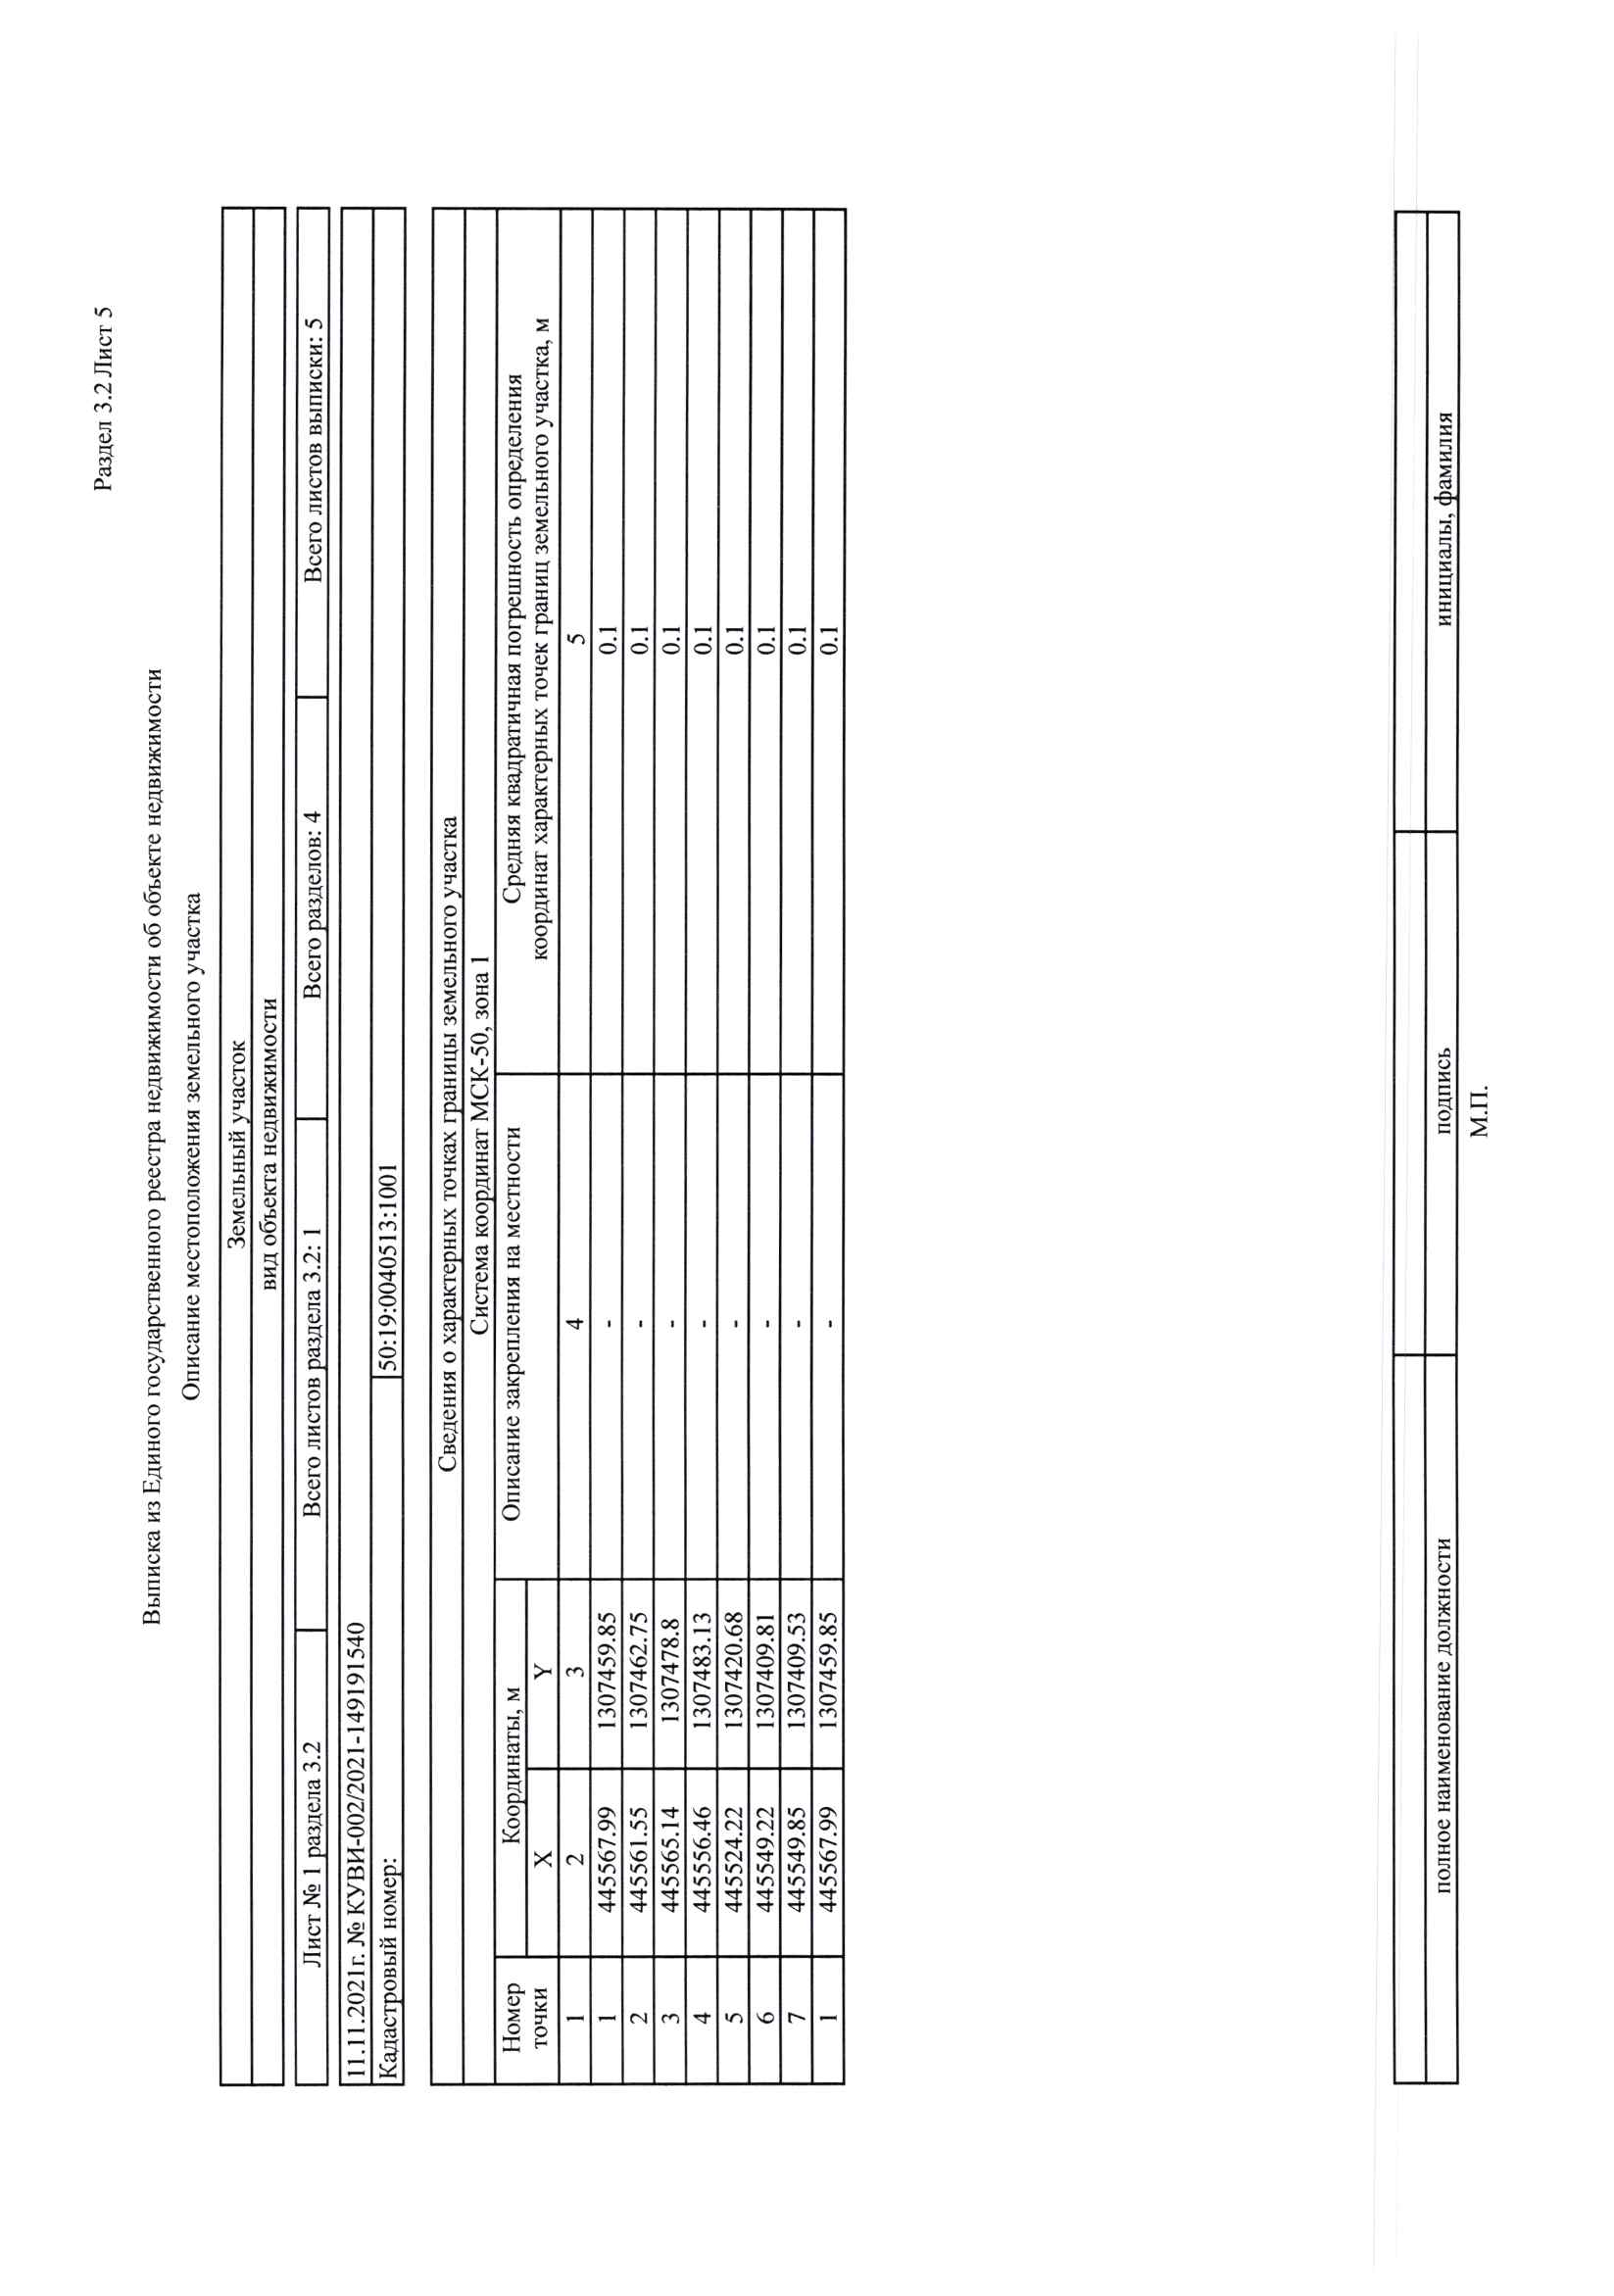 Раздел 3.2 Лист 5
Выписка из Единого государственного реестра недвижимости об объекте недвижимости
Описание местоположения земельного участка
Земельный участок
вид объекта недвижимости
Лист № 1 раздела 3.2 Всего листов раздела 3.2: 1 Всего разделов: 4 Всего листов выписки: 5
11.11.2021г. № КУВИ-002/2021-149191540
Кадастровый номер: 50:19:0040513:1001
Сведения о характерных точках границы земельного участка
Система координат МСК-50, зона 1
Номер точки Координаты, м Описание закрепления на местности Средняя квадратичная погрешность определения
координат характерных точек границ земельного участка, м
X Y
1 2 3 4 5
1 445567.99 1307459.85 - 0.1
2 445561.55 1307462.75 - 0.1
3 445565.14 1307478.8 - 0.1
4 445556.46 1307483.13 - 0.1
5 445524.22 1307420.68 - 0.1
6 445549.22 1307409.81 - 0.1
7 445549.85 1307409.53 - 0.1
1 445567.99 1307459.85 - 0.1
полное наименование должности подпись инициалы, фамилия
М.П.